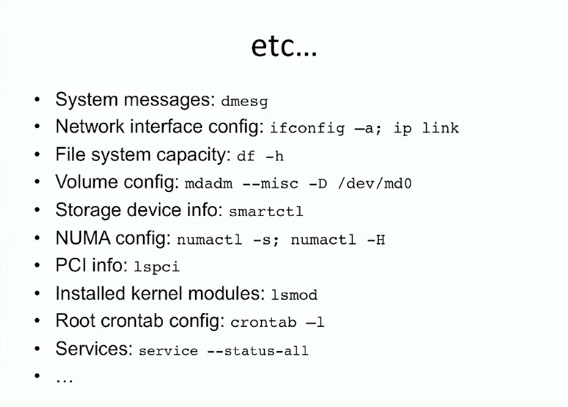 etc…
• System messages: dmesg
• Network interface config: ifconfig –a; ip link
• File system capacity: df -h
• Volume config: mdadm --misc -D /dev/md0
• Storage device info: smartctl
• NUMA config: numactl -s; numactl -H
• PCI info: lspci
• Installed kernel modules: lsmod
• Root crontab config: crontab –l
• Services: service --status-all
• …